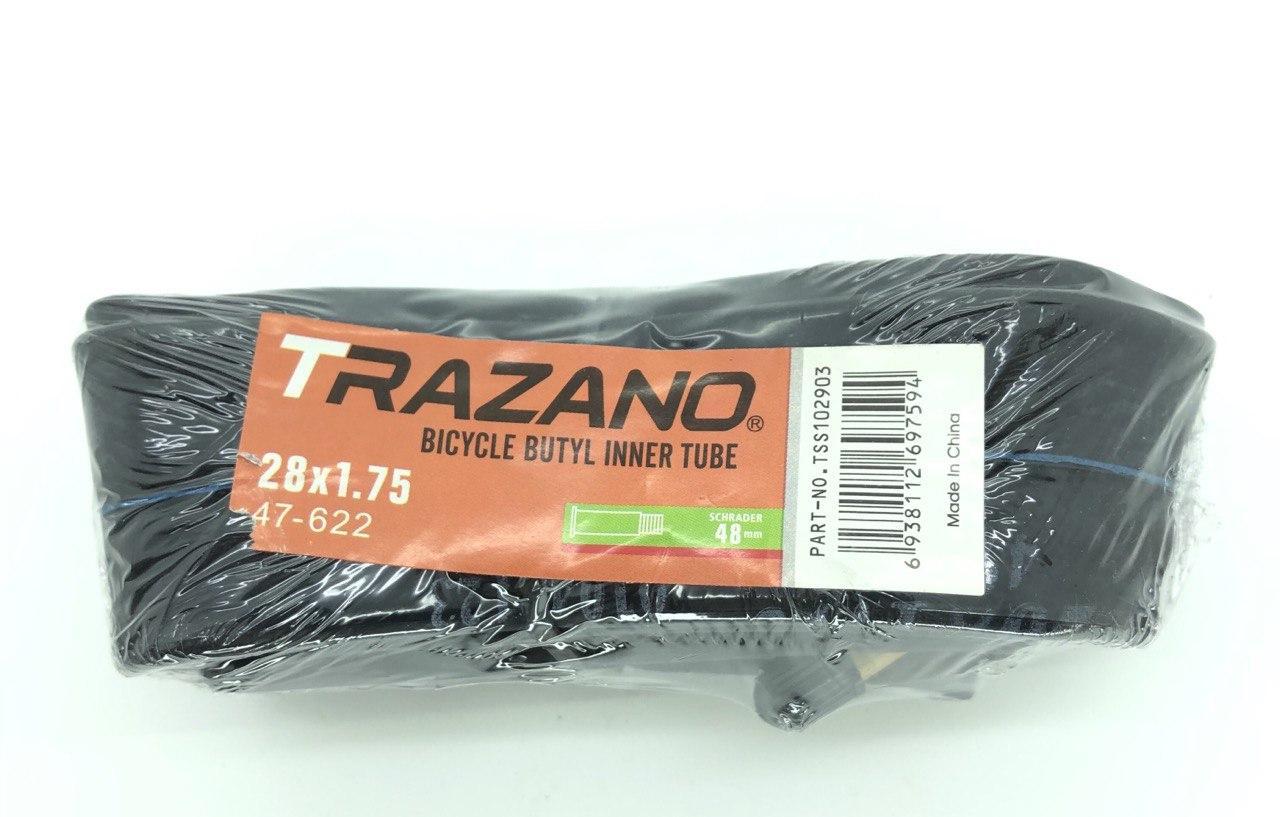 TRAZANO®
BICYCLE BUTYL INNER TUBE
28x1.75
47-622
SCHRADER
48mm
PART-NO.TSS102903
6 938112 697594
Made In China